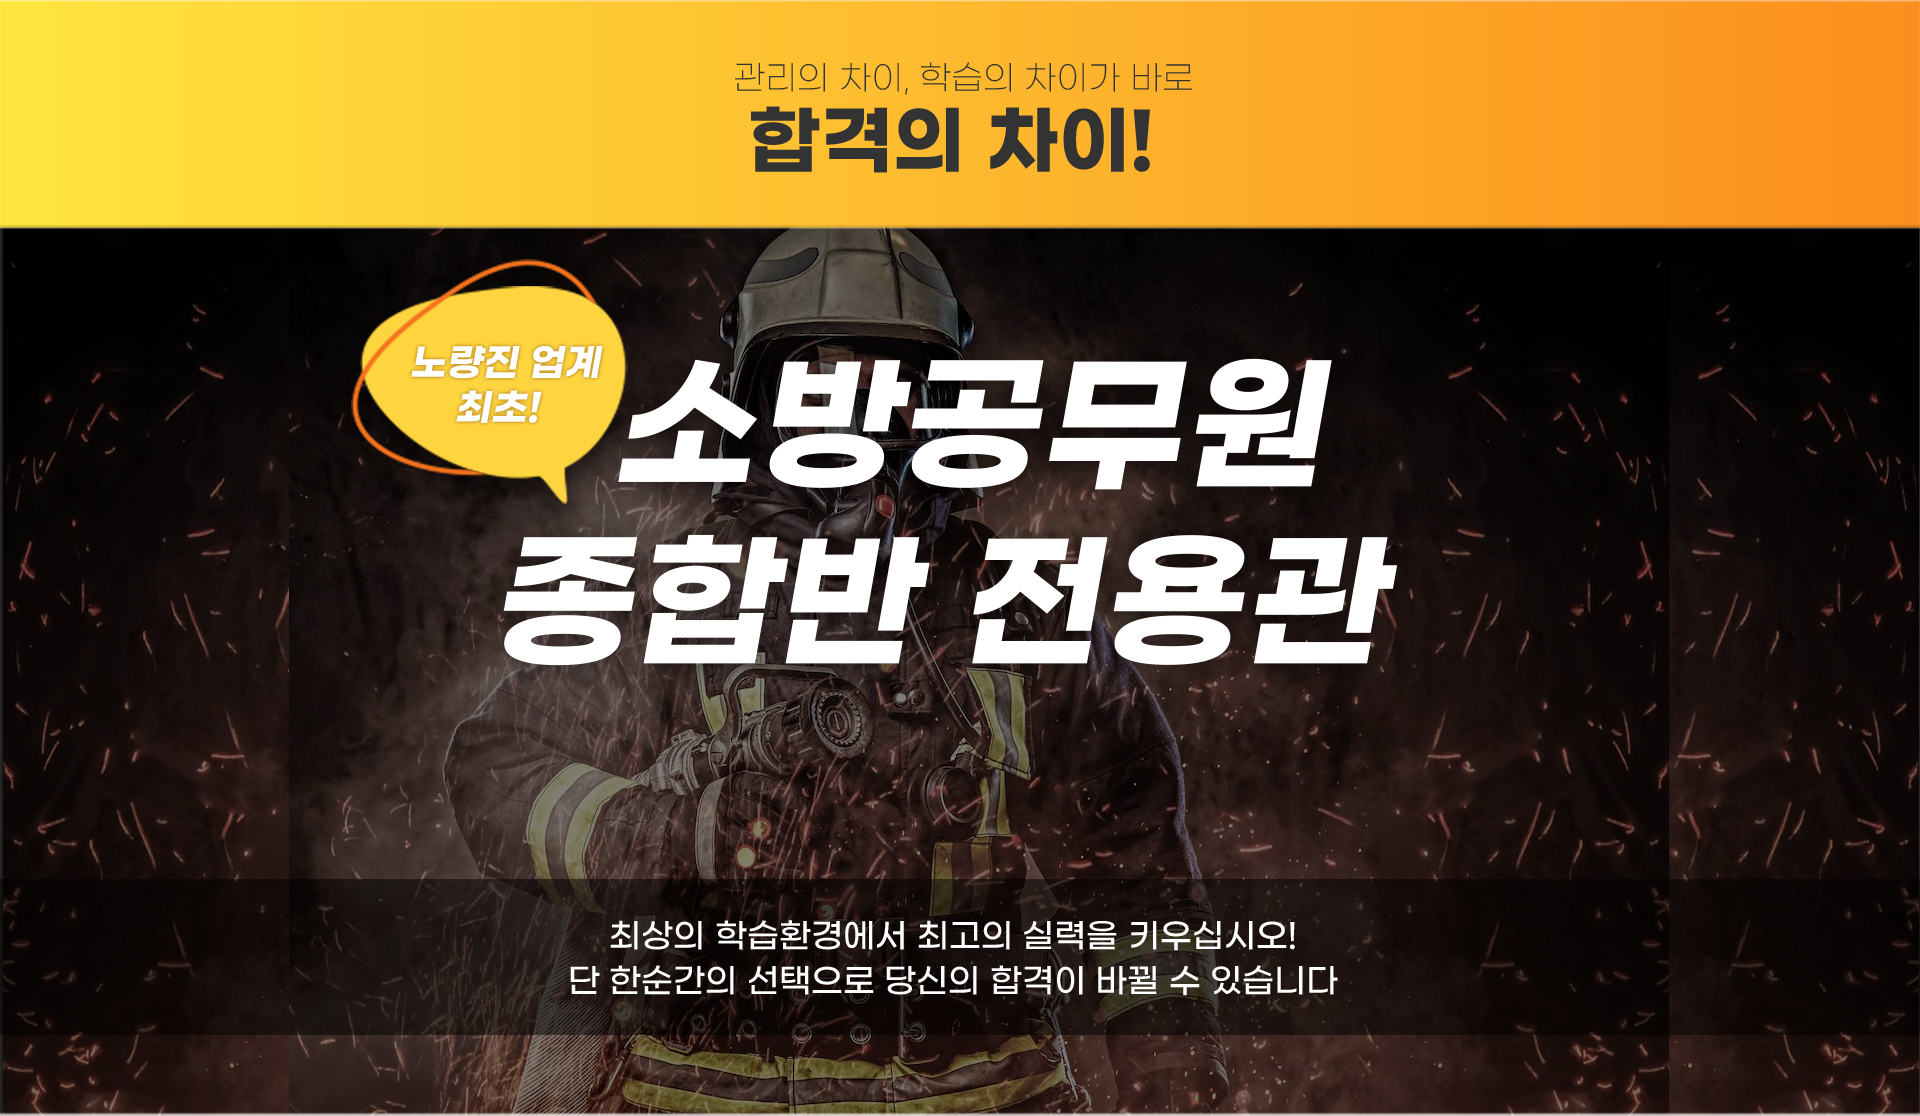 관리의 차이, 학습의 차이가 바로
합격의 차이!
노량진 업계
최초!
소방공무원
종합반 전용관
최상의 학습환경에서 최고의 실력을 키우십시오!
단 한순간의 선택으로 당신의 합격이 바뀔 수 있습니다